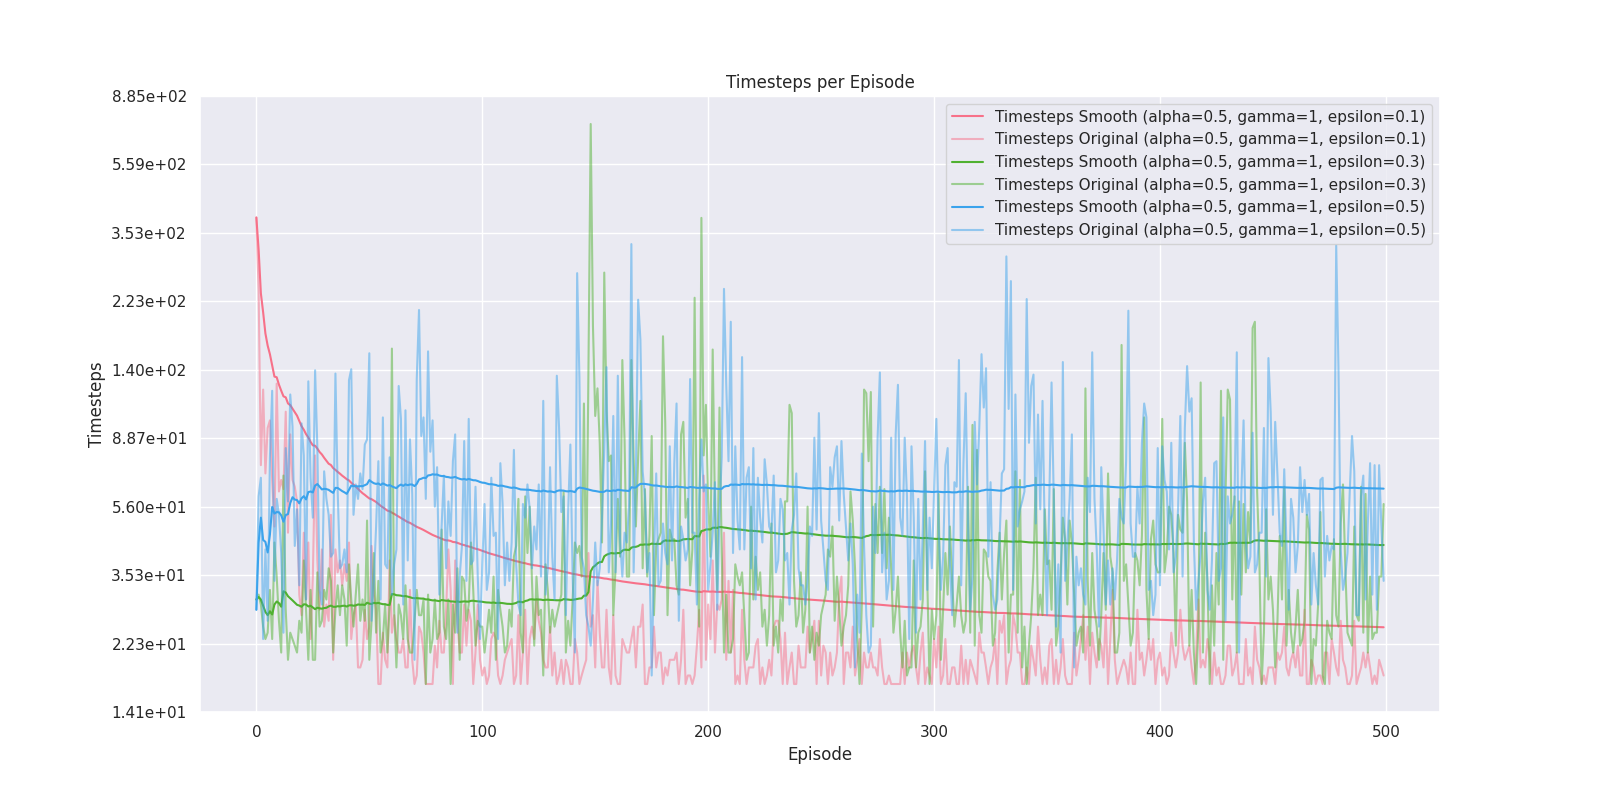 Timesteps per Episode
8.85e+02
5.59e+02
3.53e+02
2.23e+02
1.40e+02
8.87e+01
5.60e+01
3.53e+01
2.23e+01
1.41e+01
Timesteps
Timesteps Smooth (alpha=0.5, gamma=1, epsilon=0.1)
Timesteps Original (alpha=0.5, gamma=1, epsilon=0.1)
Timesteps Smooth (alpha=0.5, gamma=1, epsilon=0.3)
Timesteps Original (alpha=0.5, gamma=1, epsilon=0.3)
Timesteps Smooth (alpha=0.5, gamma=1, epsilon=0.5)
Timesteps Original (alpha=0.5, gamma=1, epsilon=0.5)
0 100 200 300 400 500
Episode